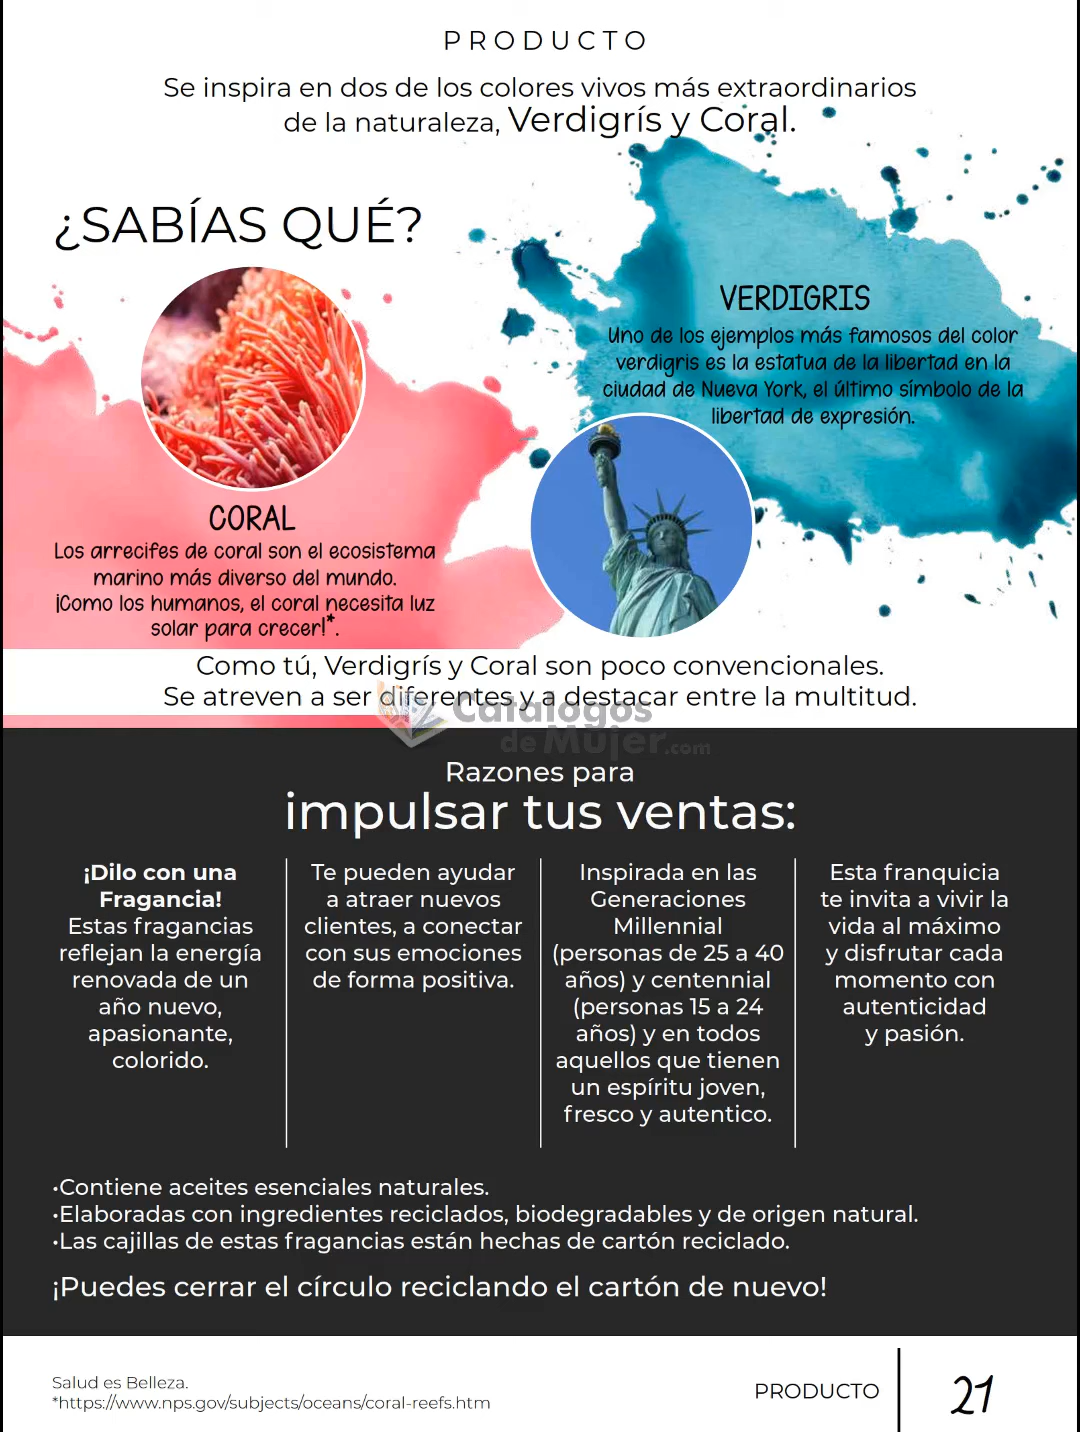 PRODUCTO
Se inspira en dos de los colores vivos más extraordinarios
de la naturaleza, Verdigrís y Coral.
¿SABÍAS QUÉ?
VERDIGRIS
Uno de los ejemplos más famosos del color
verdigris es la estatua de la libertad en la
ciudad de Nueva York, el último símbolo de la
libertad de expresión.
CORAL
Los arrecifes de coral son el ecosistema
marino más diverso del mundo.
¡Como los humanos, el coral necesita luz
solar para crecer!*.
Como tú, Verdigrís y Coral son poco convencionales.
Se atreven a ser diferentes y a destacar entre la multitud.
Catálogos
de Mujer.com
Razones para
impulsar tus ventas:
¡Dilo con una
Fragancia!
Estas fragancias
reflejan la energía
renovada de un
año nuevo,
apasionante,
colorido.
Te pueden ayudar
a atraer nuevos
clientes, a conectar
con sus emociones
de forma positiva.
Inspirada en las
Generaciones
Millennial
(personas de 25 a 40
años) y centennial
(personas 15 a 24
años) y en todos
aquellos que tienen
un espíritu joven,
fresco y autentico.
Esta franquicia
te invita a vivir la
vida al máximo
y disfrutar cada
momento con
autenticidad
y pasión.
•Contiene aceites esenciales naturales.
•Elaboradas con ingredientes reciclados, biodegradables y de origen natural.
•Las cajillas de estas fragancias están hechas de cartón reciclado.
¡Puedes cerrar el círculo reciclando el cartón de nuevo!
Salud es Belleza.
*https://www.nps.gov/subjects/oceans/coral-reefs.htm
PRODUCTO
21